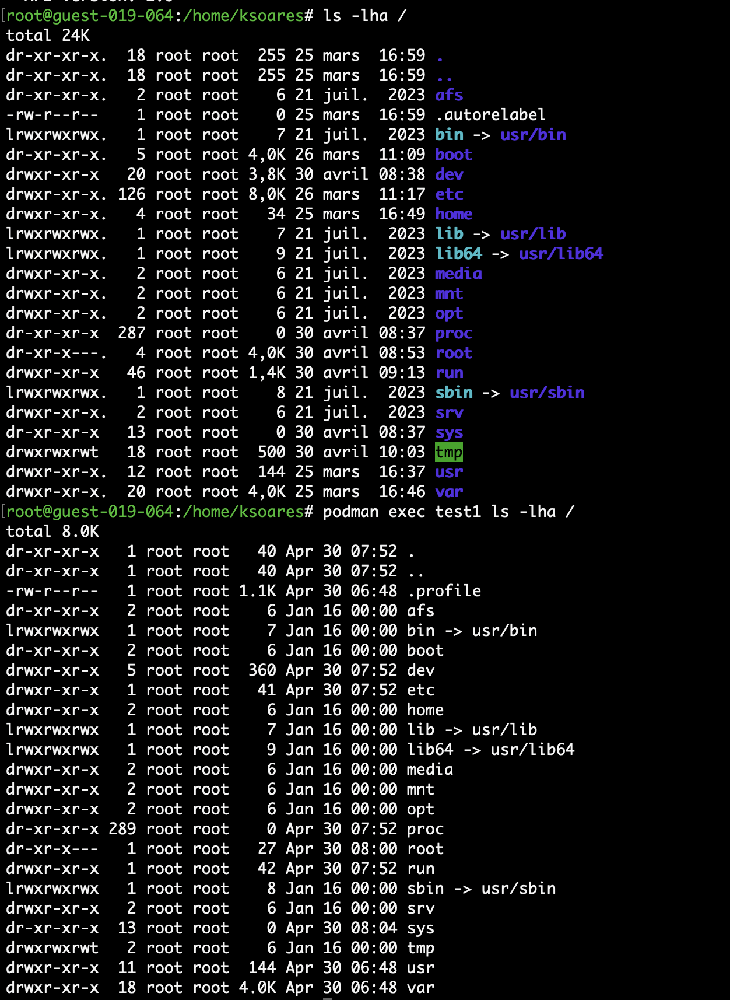 API Version: 2.0
[root@guest-019-064:/home/ksoares# ls -lha /
total 24K
dr-xr-xr-x.  18 root root  255 25 mars  16:59 .
dr-xr-xr-x.  18 root root  255 25 mars  16:59 ..
dr-xr-xr-x.   2 root root    6 21 juil.  2023 afs
-rw-r--r--    1 root root    0 25 mars  16:59 .autorelabel
lrwxrwxrwx.   1 root root    7 21 juil.  2023 bin -> usr/bin
dr-xr-xr-x.   5 root root 4,0K 26 mars  11:09 boot
drwxr-xr-x   20 root root 3,8K 30 avril 08:38 dev
drwxr-xr-x. 126 root root 8,0K 26 mars  11:17 etc
drwxr-xr-x.   4 root root   34 25 mars  16:49 home
lrwxrwxrwx.   1 root root    7 21 juil.  2023 lib -> usr/lib
lrwxrwxrwx.   1 root root    9 21 juil.  2023 lib64 -> usr/lib64
drwxr-xr-x.   2 root root    6 21 juil.  2023 media
drwxr-xr-x.   2 root root    6 21 juil.  2023 mnt
drwxr-xr-x.   2 root root    6 21 juil.  2023 opt
dr-xr-xr-x  287 root root    0 30 avril 08:37 proc
dr-xr-x---.   4 root root 4,0K 30 avril 08:53 root
drwxr-xr-x   46 root root 1,4K 30 avril 09:13 run
lrwxrwxrwx.   1 root root    8 21 juil.  2023 sbin -> usr/sbin
drwxr-xr-x.   2 root root    6 21 juil.  2023 srv
dr-xr-xr-x   13 root root    0 30 avril 08:37 sys
drwxrwxrwt   18 root root  500 30 avril 10:03 tmp
drwxr-xr-x.  12 root root  144 25 mars  16:37 usr
drwxr-xr-x.  20 root root 4,0K 25 mars  16:46 var
[root@guest-019-064:/home/ksoares# podman exec test1 ls -lha /
total 8.0K
dr-xr-xr-x   1 root root   40 Apr 30 07:52 .
dr-xr-xr-x   1 root root   40 Apr 30 07:52 ..
-rw-r--r--   1 root root 1.1K Apr 30 06:48 .profile
dr-xr-xr-x   2 root root    6 Jan 16 00:00 afs
lrwxrwxrwx   1 root root    7 Jan 16 00:00 bin -> usr/bin
dr-xr-xr-x   2 root root    6 Jan 16 00:00 boot
drwxr-xr-x   5 root root  360 Apr 30 07:52 dev
drwxr-xr-x   1 root root   41 Apr 30 07:52 etc
drwxr-xr-x   2 root root    6 Jan 16 00:00 home
lrwxrwxrwx   1 root root    7 Jan 16 00:00 lib -> usr/lib
lrwxrwxrwx   1 root root    9 Jan 16 00:00 lib64 -> usr/lib64
drwxr-xr-x   2 root root    6 Jan 16 00:00 media
drwxr-xr-x   2 root root    6 Jan 16 00:00 mnt
drwxr-xr-x   2 root root    6 Jan 16 00:00 opt
dr-xr-xr-x 289 root root    0 Apr 30 07:52 proc
dr-xr-x---   1 root root   27 Apr 30 08:00 root
drwxr-xr-x   1 root root   42 Apr 30 07:52 run
lrwxrwxrwx   1 root root    8 Jan 16 00:00 sbin -> usr/sbin
drwxr-xr-x   2 root root    6 Jan 16 00:00 srv
dr-xr-xr-x  13 root root    0 Apr 30 08:04 sys
drwxrwxrwt   2 root root    6 Jan 16 00:00 tmp
drwxr-xr-x  11 root root  144 Apr 30 06:48 usr
drwxr-xr-x  18 root root 4.0K Apr 30 06:48 var